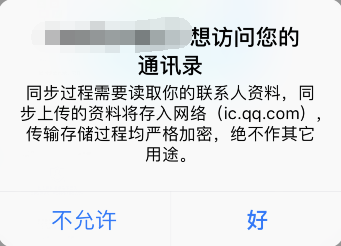 想访问您的
通讯录
同步过程需要读取你的联系人资料，同
步上传的资料将存入网络（ic.qq.com），
传输存储过程均严格加密，绝不作其它
用途。
不允许
好